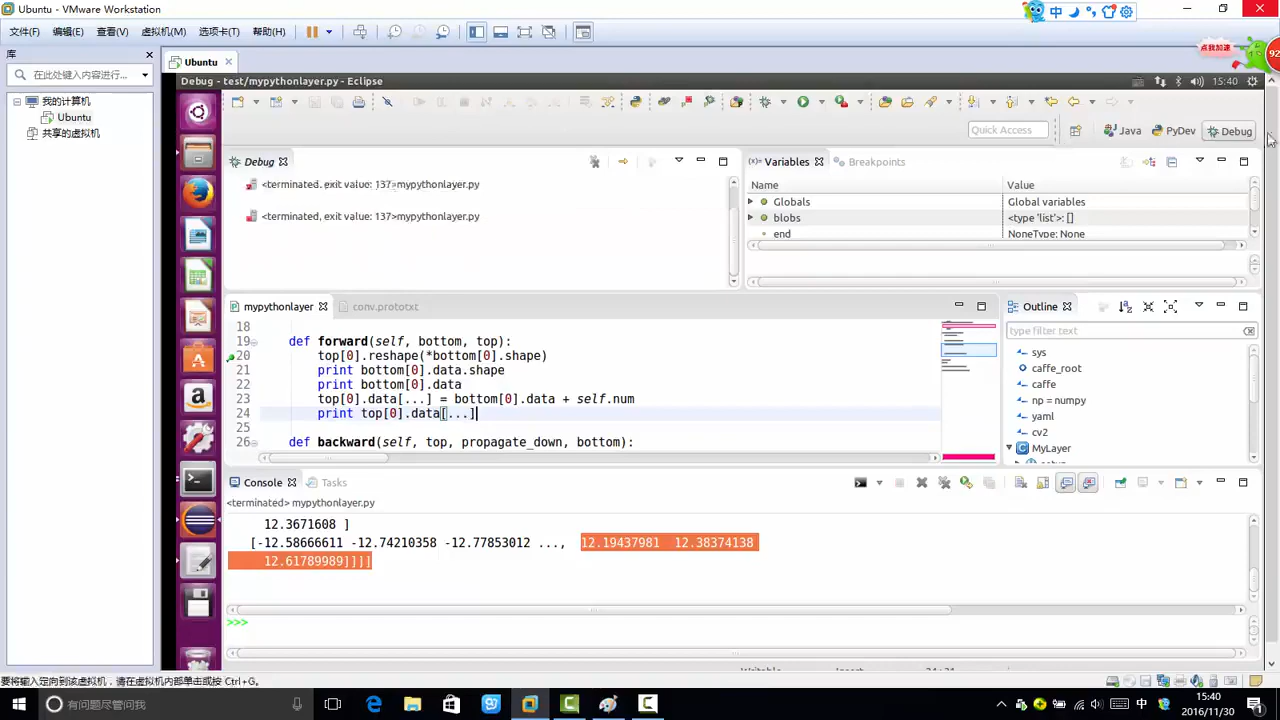 Ubuntu - VMware Workstation
中
文件(F) 编辑(E) 查看(V) 虚拟机(M) 选项卡(T) 帮助(H)
点我加速
92
库
Ubuntu
在此处键入内容进行...
我的计算机
Ubuntu
共享的虚拟机
Debug - test/mypythonlayer.py - Eclipse
15:40
Quick Access
Java
PyDev
Debug
Debug
<terminated, exit value: 137>mypythonlayer.py
<terminated, exit value: 137>mypythonlayer.py
(x)= Variables
Breakpoints
Name Value
Globals Global variables
blobs <type 'list'>: []
end NoneType: None
mypythonlayer
conv.prototxt
18
19 def forward(self, bottom, top):
20 top[0].reshape(*bottom[0].shape)
21 print bottom[0].data.shape
22 print bottom[0].data
23 top[0].data[...] = bottom[0].data + self.num
24 print top[0].data[...]
25
26 def backward(self, top, propagate_down, bottom):
Outline
type filter text
sys
caffe_root
caffe
np = numpy
yaml
cv2
MyLayer
Console
Tasks
<terminated> mypythonlayer.py
12.3671608 ]
[-12.58666611 -12.74210358 -12.77853012 ..., 12.19437981 12.38374138
12.61789989]]]]
>>>
要将输入定向到该虚拟机，请在虚拟机内部单击或按 Ctrl+G。
有问题尽管问我
中
15:40
2016/11/30